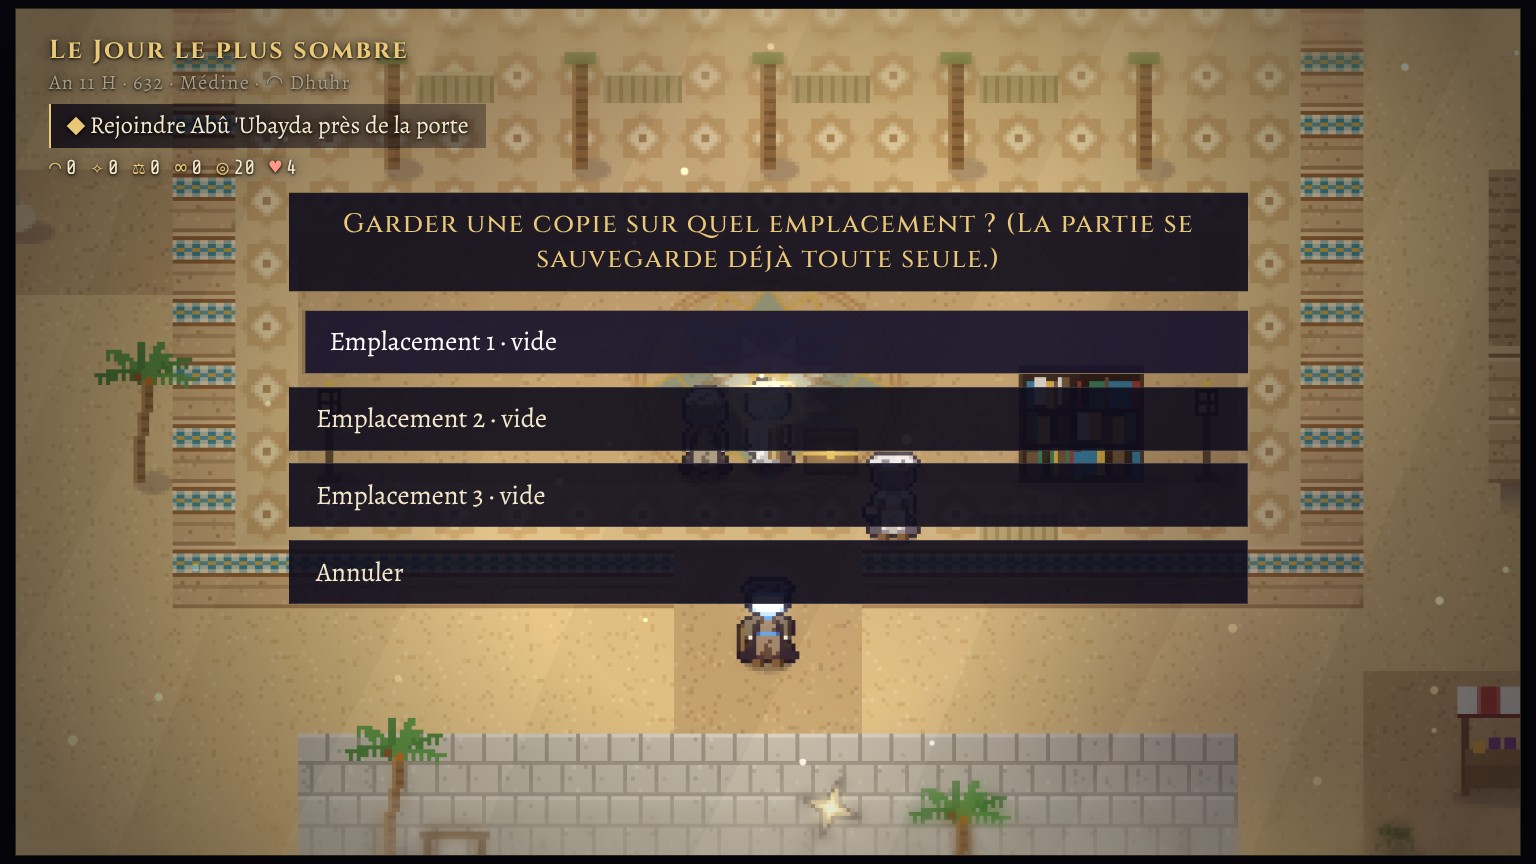 Le Jour le plus sombre
An 11 H · 632 · Médine · ◠ Dhuhr
◆ Rejoindre Abû 'Ubayda près de la porte
◠0 ✧0 ⚖0 ∞0 ◎20 ♥4
Garder une copie sur quel emplacement ? (La partie se
sauvegarde déjà toute seule.)
Emplacement 1 · vide
Emplacement 2 · vide
Emplacement 3 · vide
Annuler